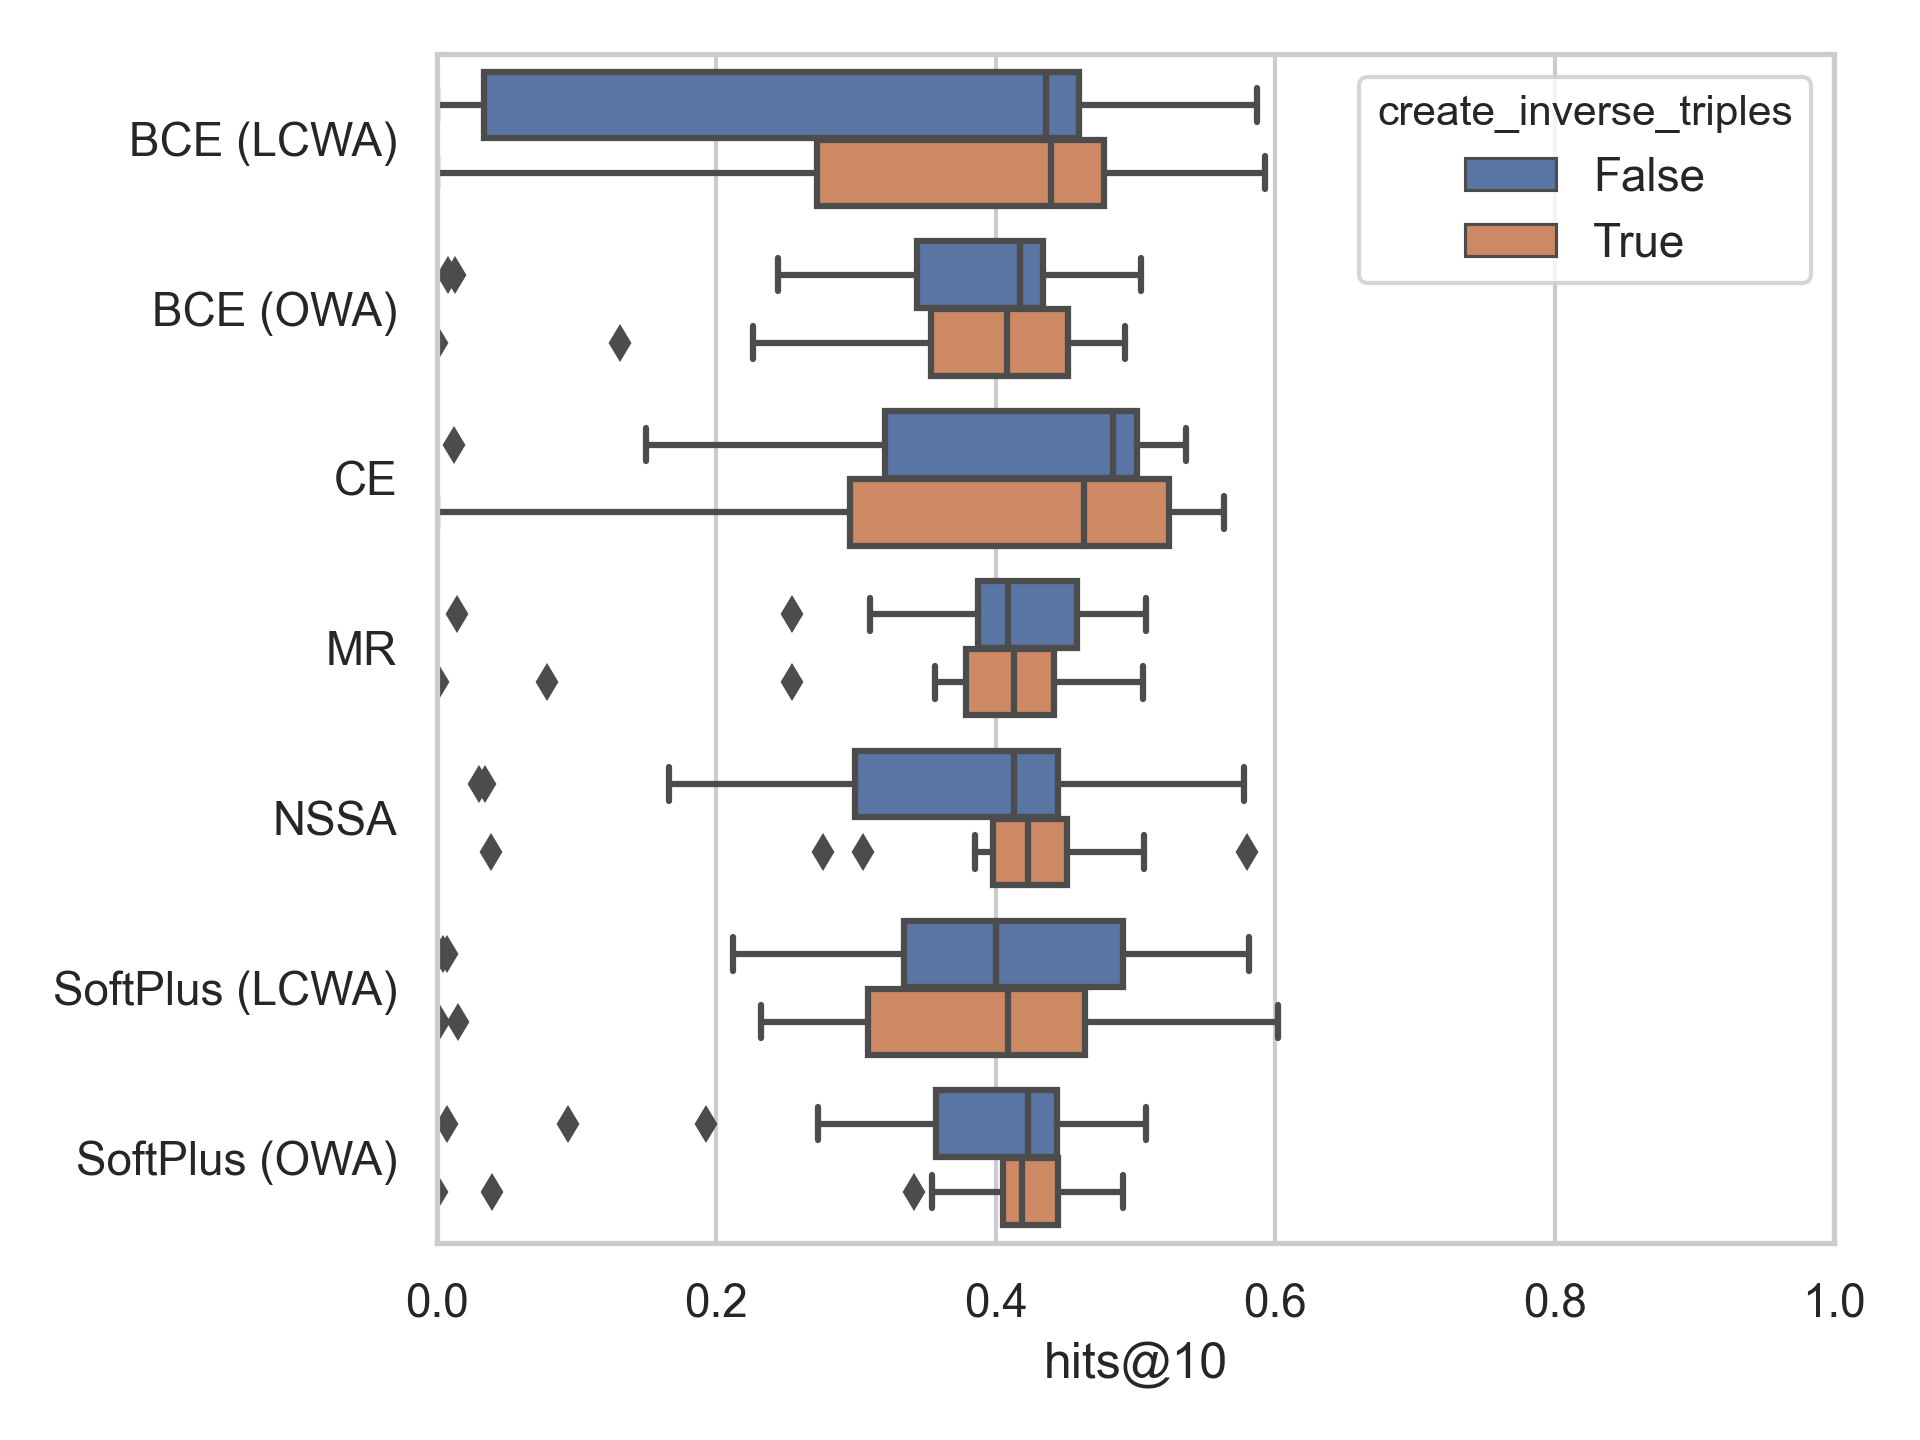 create_inverse_triples
False
True
BCE (LCWA)
BCE (OWA)
CE
MR
NSSA
SoftPlus (LCWA)
SoftPlus (OWA)
0.0 0.2 0.4 0.6 0.8 1.0
hits@10